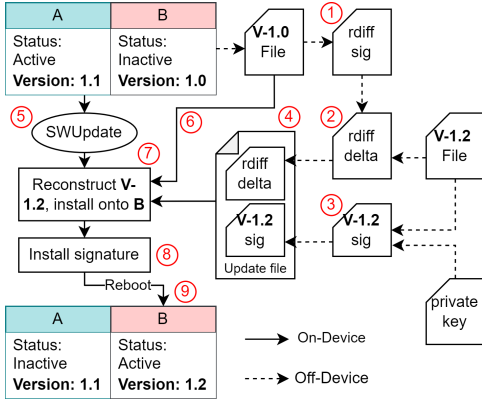 A
B
Status:
Active
Version: 1.1
Status:
Inactive
Version: 1.0
V-1.0
File
1
rdiff
sig
5
SWUpdate
6
4
2
rdiff
delta
V-1.2
File
7
Reconstruct V-
1.2, install onto B
rdiff
delta
V-1.2
sig
Update file
3
V-1.2
sig
Install signature
8
Reboot
9
private
key
A
B
Status:
Inactive
Version: 1.1
Status:
Active
Version: 1.2
On-Device
Off-Device